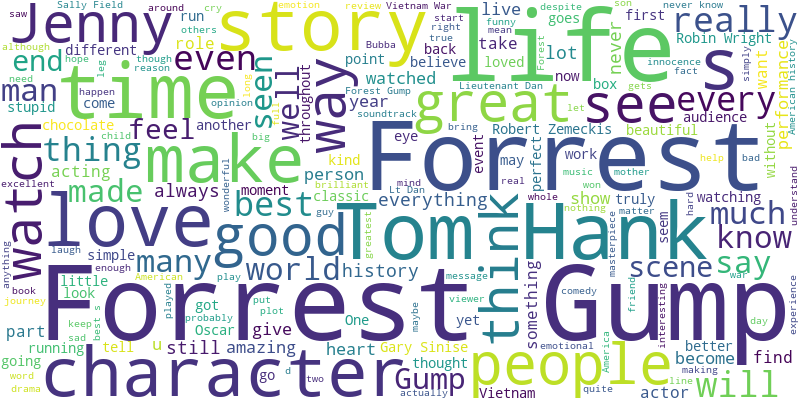 Sally Field
saw
Jenny
around
cry
Vietnam War
start
son
never know
others
run
emotion
review
story
life
although
Bubba
funny
right
live
goes
first
really
reason
different
though
role
despite
mean
true
back
take
Robin Wright
innocence
fact
American history
need
hope
end
even
seen
believe
never
man
time
leg
well
way
throughout
point
lot
now
want
simply
performance
happen
come
watched
loved
box
s
stupid
opinion
full
Forrest Gump
Lieutenant Dan
Forest
gets
chocolate
another
long
year
soundtrack
great
let
see
every
watch
feel
child
big
eye
bring
Robert Zemeckis
audience
beautiful
without
thing
make
kind
Forrest
event
may
work
help
bad
acting
person
perfect
music
mother
excellent
made
always
wonderful
moment
brilliant
mind
real
won
everything
show
truly
watching
understand
love
best
classic
Lt Dan
whole
nothing
matter
much
laugh
guy
Tom Hank
think
seem
hard
know
anything
simple
good
greatest
masterpiece
many
world
history
something
scene
say
enough
war
book
American
play
message
comedy
friend
interesting
experience
journey
little
look
Forrest Gump
played
put
viewer
plot
day
best s
got
probably
Oscar
give
One
maybe
yet
America
part
keep
sad
running
tell
u
still
amazing
heart
Gary Sinise
thought
emotional
better
become
find
going
character
Gump
people
making
will
word
drama
go
d
two
actually
Vietnam
quite
actor
line